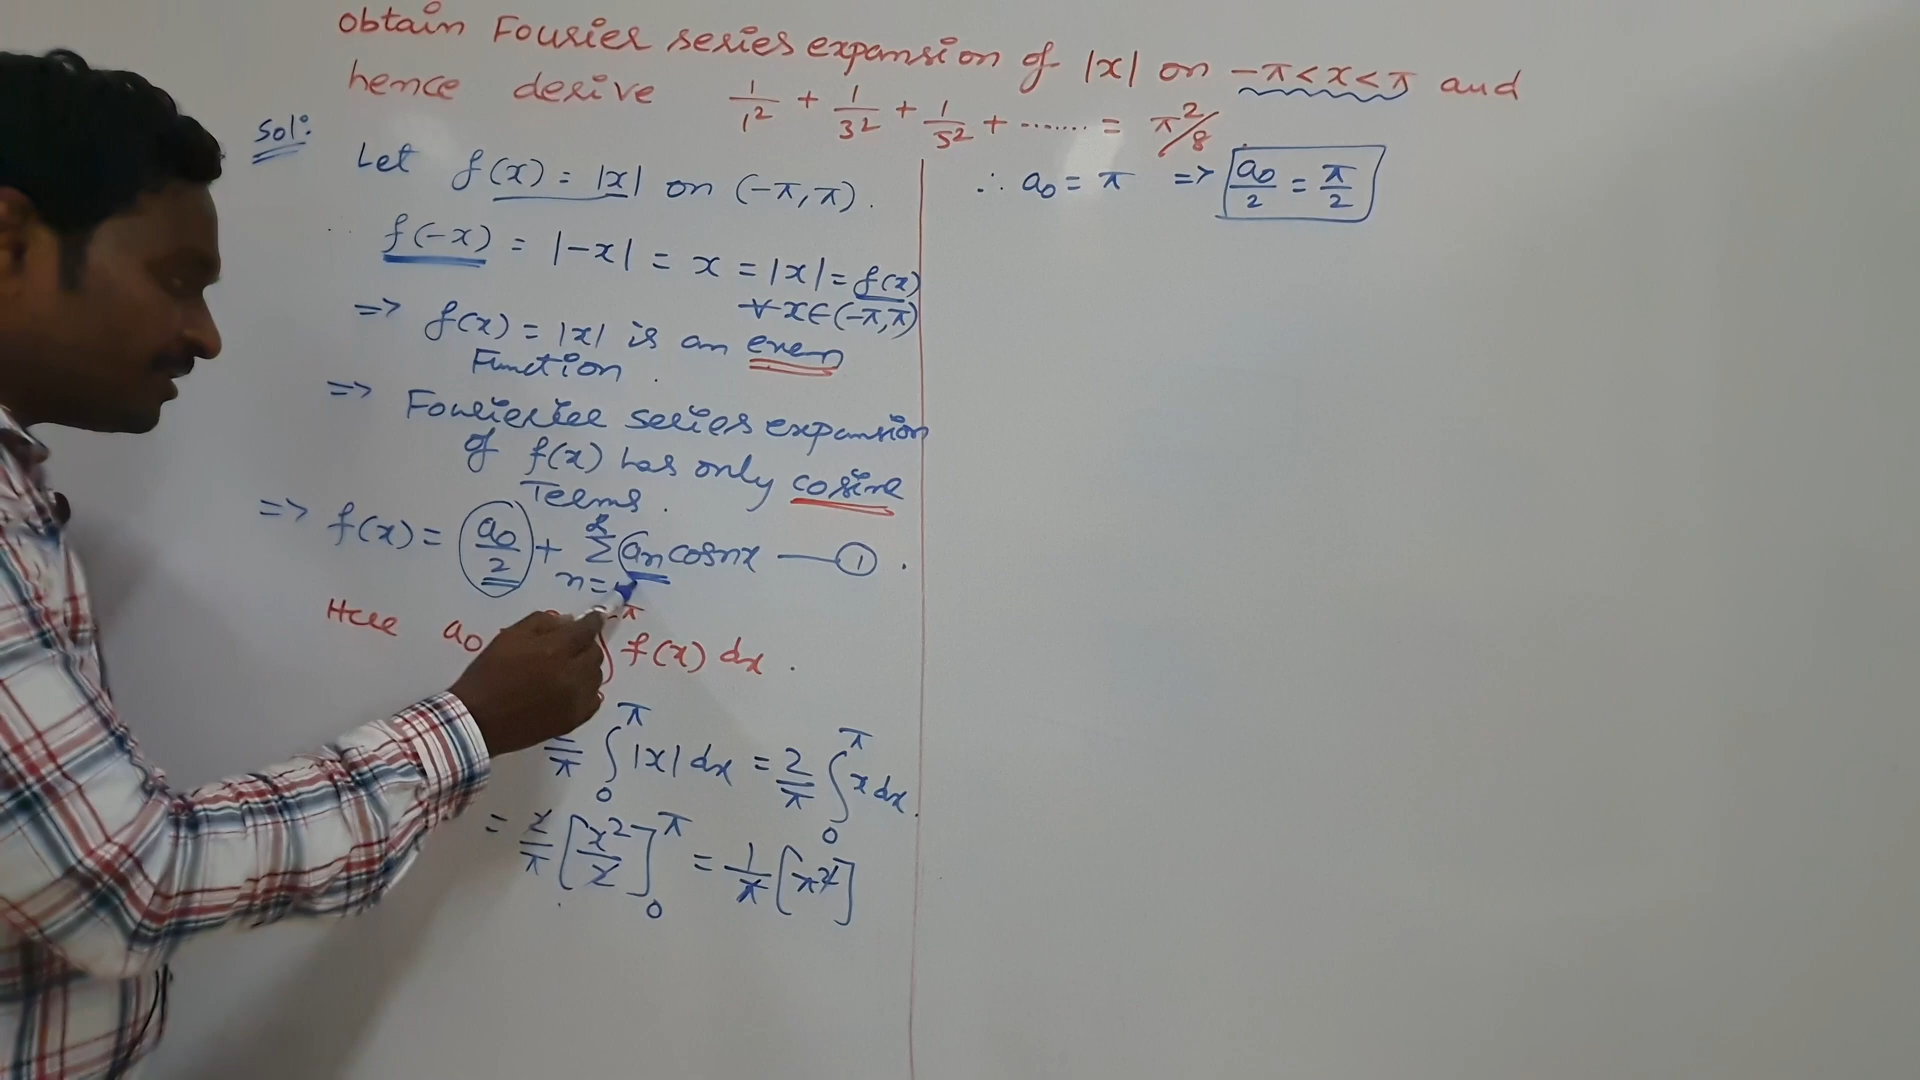 obtain Fourier series expansion of |x| on -π<x<π and
hence derive 1/1² + 1/3² + 1/5² + ....... = π²/8
Sol:
Let f(x) = |x| on (-π, π).
f(-x) = |-x| = x = |x| = f(x)
∀ x∈(-π,π)
=> f(x) = |x| is an even
Function.
=> Fourier series expansion
of f(x) has only cosine
Terms.
=> f(x) = a₀/2 + Σ an cosnx — ①.
n=
Here a₀ ∫ f(x) dx.
π
/π ∫₀^π |x| dx = 2/π ∫₀^π x dx.
= 2/π [x²/2]₀^π = 1/π [π²]
∴ a₀ = π => a₀/2 = π/2